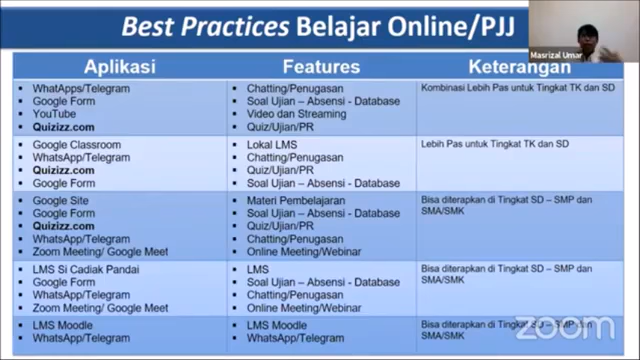 Best Practices Belajar Online/PJJ
Masrizal Umar
Aplikasi
Features
Keterangan
WhatApps/Telegram
Google Form
YouTube
Quizizz.com
Chatting/Penugasan
Soal Ujian – Absensi - Database
Video dan Streaming
Quiz/Ujian/PR
Kombinasi Lebih Pas untuk Tingkat TK dan SD
Google Classroom
WhatsApp/Telegram
Quizizz.com
Google Form
Lokal LMS
Chatting/Penugasan
Quiz/Ujian/PR
Soal Ujian – Absensi - Database
Lebih Pas untuk Tingkat TK dan SD
Google Site
Google Form
Quizizz.com
WhatsApp/Telegram
Zoom Meeting/ Google Meet
Materi Pembelajaran
Soal Ujian – Absensi - Database
Quiz/Ujian/PR
Chatting/Penugasan
Online Meeting/Webinar
Bisa diterapkan di Tingkat SD – SMP dan
SMA/SMK
LMS Si Cadiak Pandai
Google Form
WhatsApp/Telegram
Zoom Meeting/ Google Meet
LMS
Soal Ujian – Absensi - Database
Chatting/Penugasan
Online Meeting/Webinar
Bisa diterapkan di Tingkat SD – SMP dan
SMA/SMK
LMS Moodle
WhatsApp/Telegram
LMS Moodle
WhatsApp/Telegram
Bisa diterapkan di Tingkat SD – SMP dan
SMA/SMK
zoom